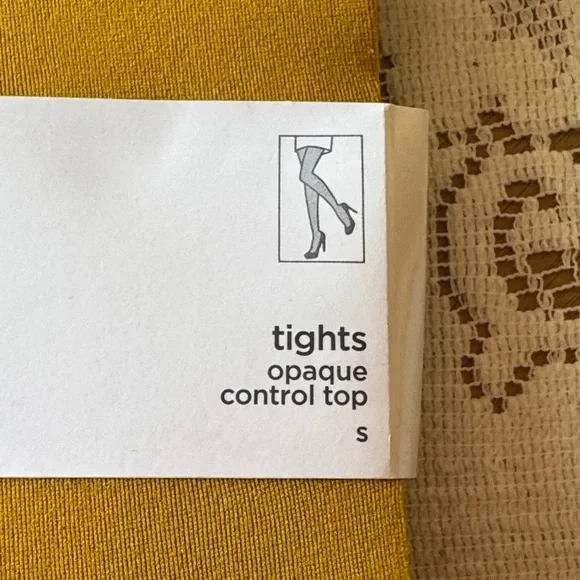 tights
opaque
control top
S